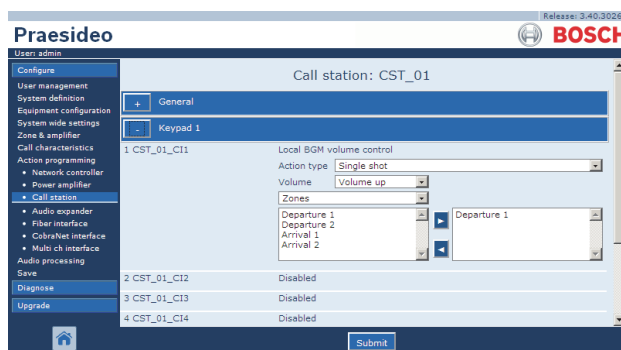 Release: 3.40.3026
Praesideo
BOSCH
User: admin
Configure
User management
System definition
Equipment configuration
System wide settings
Zone & amplifier
Call characteristics
Action programming
• Network controller
• Power amplifier
• Call station
• Audio expander
• Fiber interface
• CobraNet interface
• Multi ch interface
Audio processing
Save
Diagnose
Upgrade
Call station: CST_01
+ General
- Keypad 1
1 CST_01_CI1 Local BGM volume control
Action type Single shot
Volume Volume up
Zones
Departure 1
Departure 2
Arrival 1
Arrival 2
Departure 1
2 CST_01_CI2 Disabled
3 CST_01_CI3 Disabled
4 CST_01_CI4 Disabled
Submit